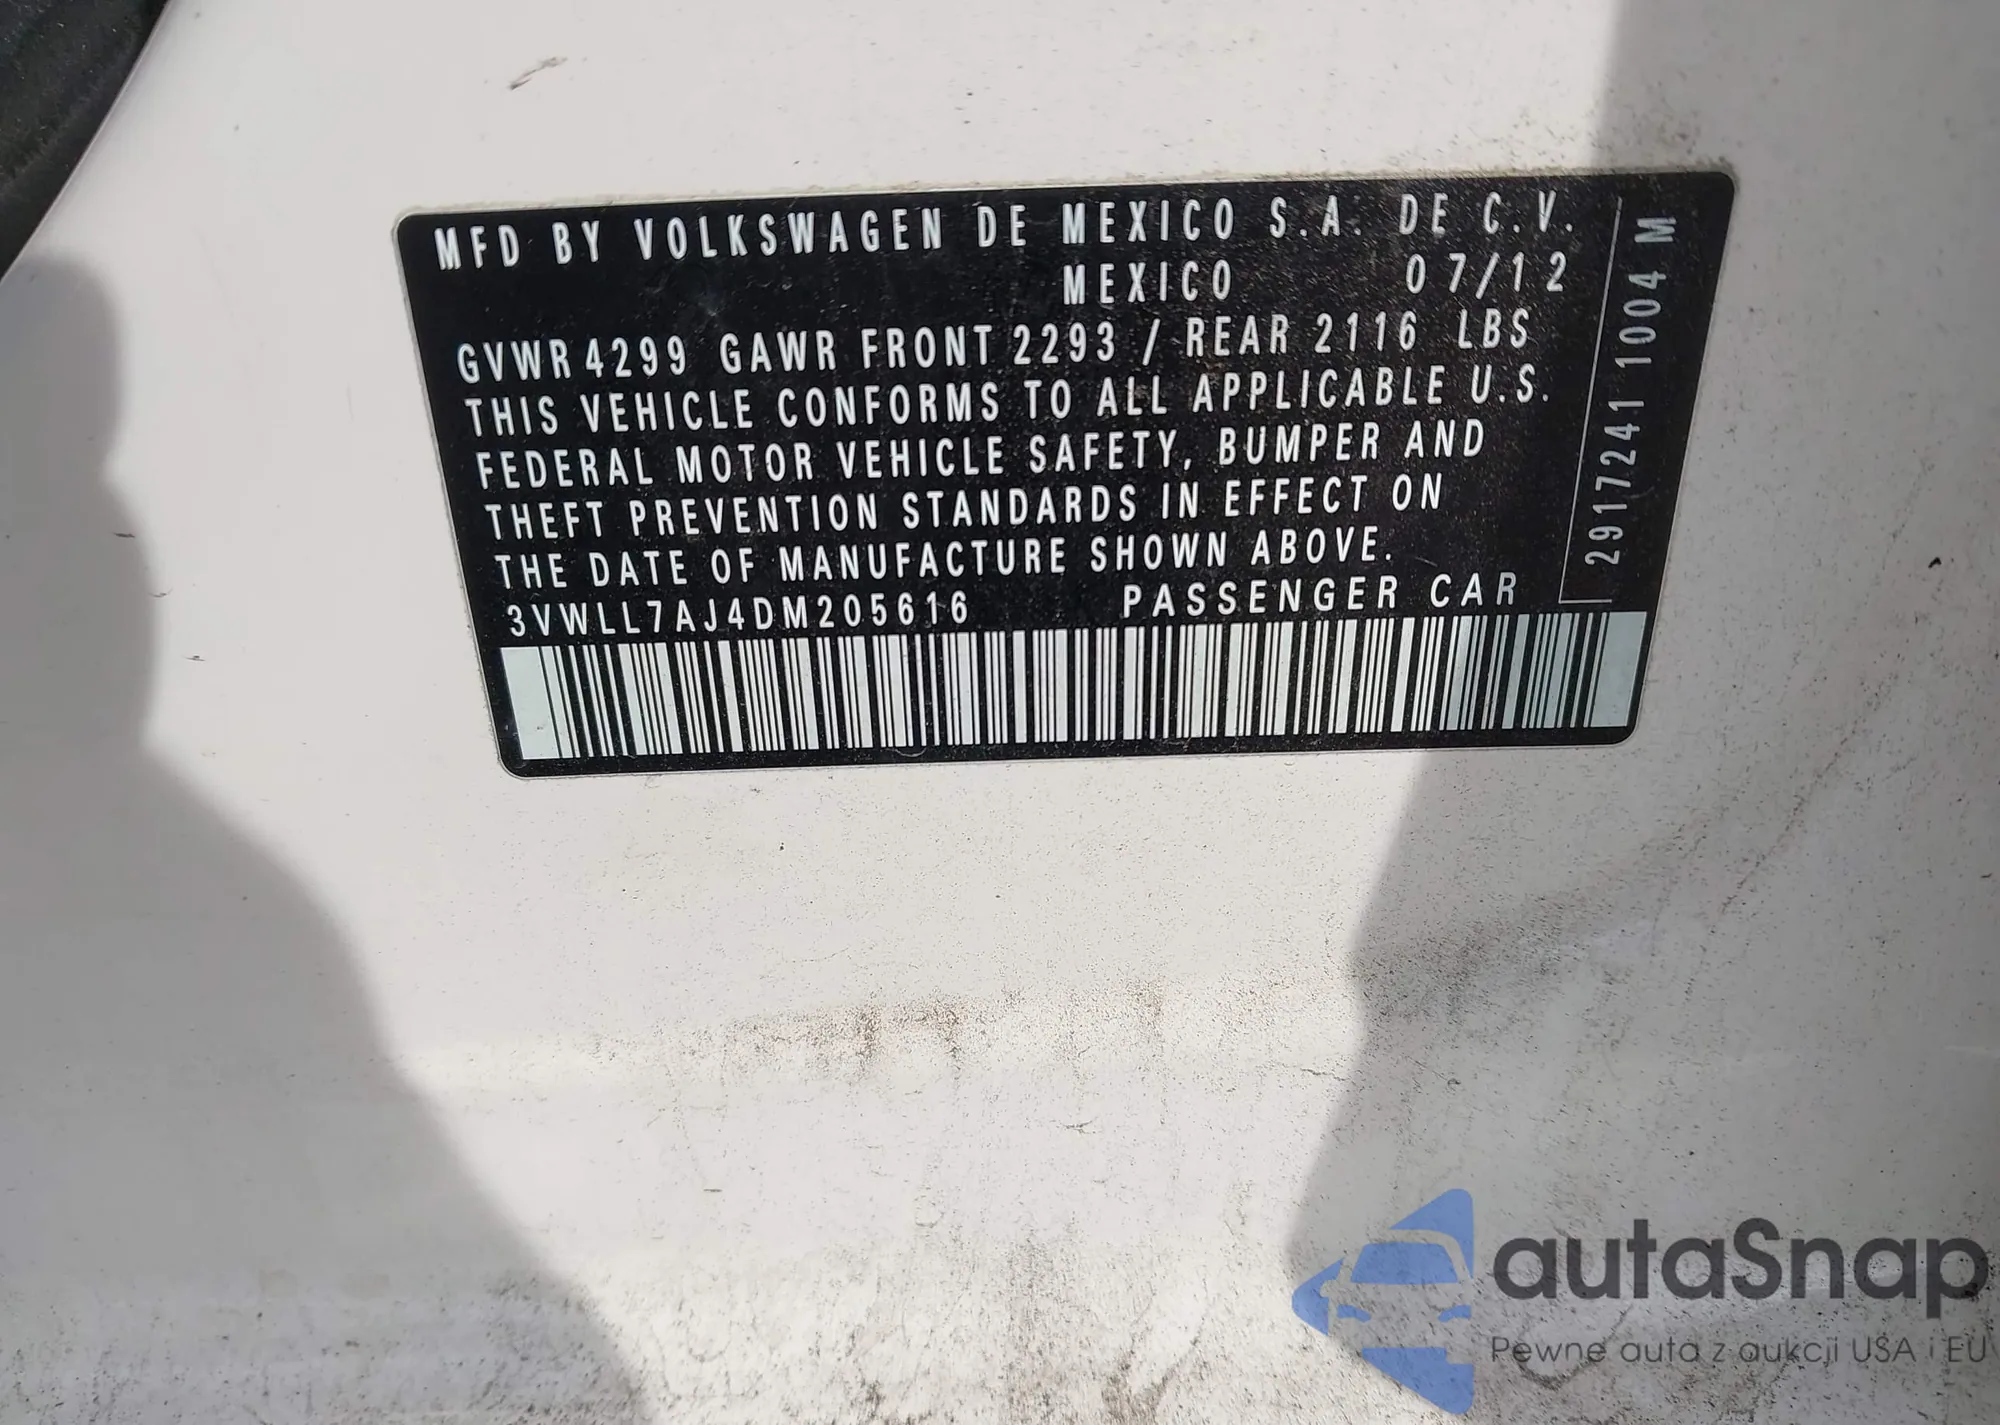 MFD BY VOLKSWAGEN DE MEXICO S.A. DE C.V.
MEXICO 07/12
GVWR 4299 GAWR FRONT 2293 / REAR 2116 LBS
THIS VEHICLE CONFORMS TO ALL APPLICABLE U.S.
FEDERAL MOTOR VEHICLE SAFETY, BUMPER AND
THEFT PREVENTION STANDARDS IN EFFECT ON
THE DATE OF MANUFACTURE SHOWN ABOVE.
3VWLL7AJ4DM205616 PASSENGER CAR
29172411004 M
autaSnap
Pewne auta z aukcji USA i EU